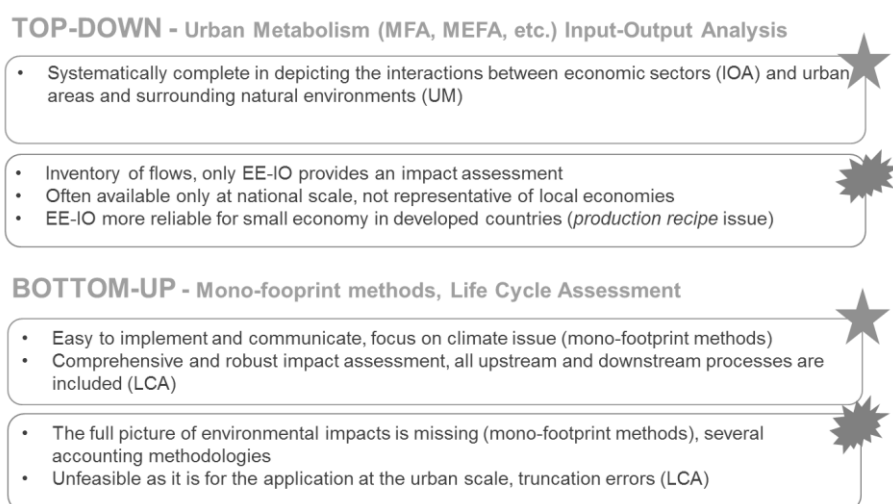 TOP-DOWN - Urban Metabolism (MFA, MEFA, etc.) Input-Output Analysis
• Systematically complete in depicting the interactions between economic sectors (IOA) and urban
areas and surrounding natural environments (UM)
• Inventory of flows, only EE-IO provides an impact assessment
• Often available only at national scale, not representative of local economies
• EE-IO more reliable for small economy in developed countries (production recipe issue)
BOTTOM-UP - Mono-fooprint methods, Life Cycle Assessment
• Easy to implement and communicate, focus on climate issue (mono-footprint methods)
• Comprehensive and robust impact assessment, all upstream and downstream processes are
included (LCA)
• The full picture of environmental impacts is missing (mono-footprint methods), several
accounting methodologies
• Unfeasible as it is for the application at the urban scale, truncation errors (LCA)